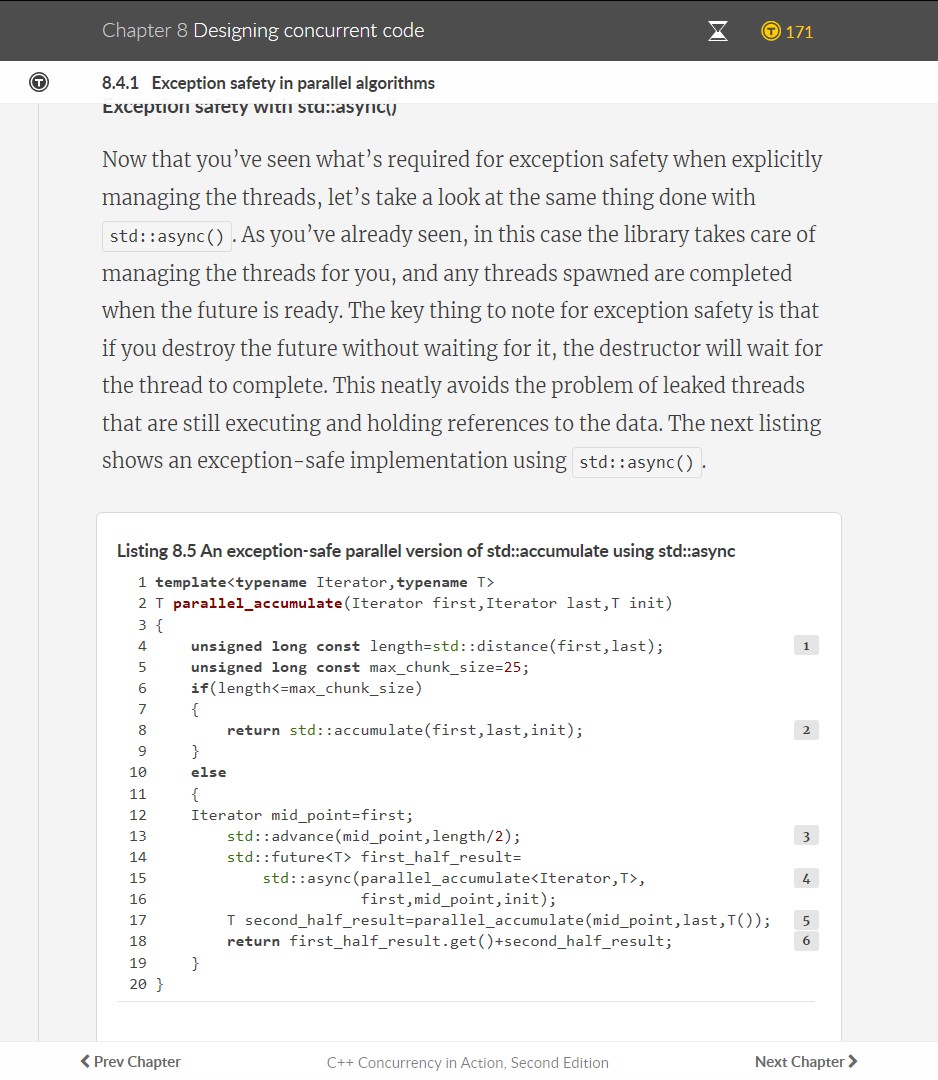 Chapter 8 Designing concurrent code
171
8.4.1 Exception safety in parallel algorithms
Exception safety with std::async()
Now that you’ve seen what’s required for exception safety when explicitly
managing the threads, let’s take a look at the same thing done with
std::async() . As you’ve already seen, in this case the library takes care of
managing the threads for you, and any threads spawned are completed
when the future is ready. The key thing to note for exception safety is that
if you destroy the future without waiting for it, the destructor will wait for
the thread to complete. This neatly avoids the problem of leaked threads
that are still executing and holding references to the data. The next listing
shows an exception-safe implementation using std::async() .
Listing 8.5 An exception-safe parallel version of std::accumulate using std::async
1 template<typename Iterator,typename T>
2 T parallel_accumulate(Iterator first,Iterator last,T init)
3 {
4     unsigned long const length=std::distance(first,last); 1
5     unsigned long const max_chunk_size=25;
6     if(length<=max_chunk_size)
7     {
8         return std::accumulate(first,last,init); 2
9     }
10    else
11    {
12    Iterator mid_point=first;
13        std::advance(mid_point,length/2); 3
14        std::future<T> first_half_result=
15            std::async(parallel_accumulate<Iterator,T>, 4
16                       first,mid_point,init);
17        T second_half_result=parallel_accumulate(mid_point,last,T()); 5
18        return first_half_result.get()+second_half_result; 6
19    }
20 }
Prev Chapter
C++ Concurrency in Action, Second Edition
Next Chapter